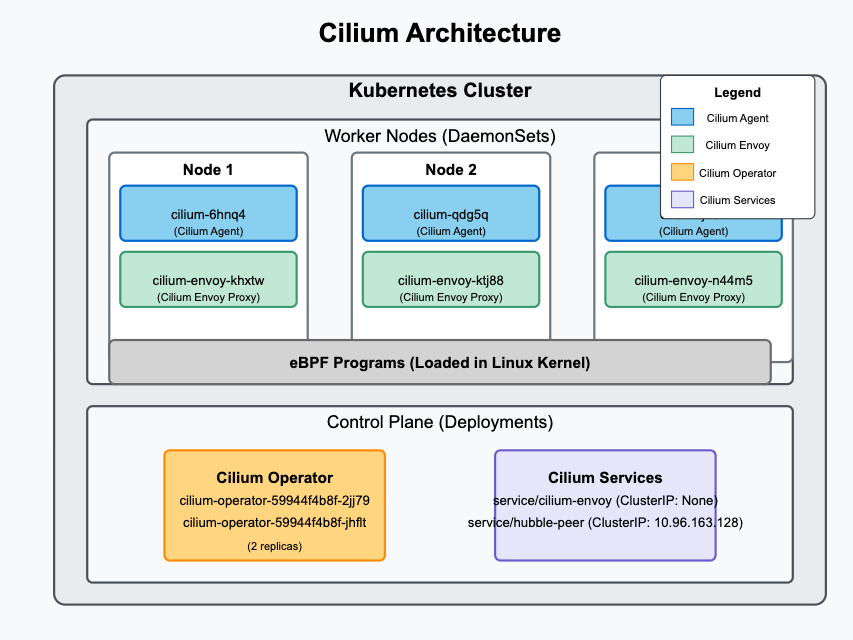 Cilium Architecture
Kubernetes Cluster
Legend
Cilium Agent
Cilium Envoy
Cilium Operator
Cilium Services
Worker Nodes (DaemonSets)
Node 1
cilium-6hnq4
(Cilium Agent)
cilium-envoy-khxtw
(Cilium Envoy Proxy)
Node 2
cilium-qdg5q
(Cilium Agent)
cilium-envoy-ktj88
(Cilium Envoy Proxy)
(Cilium Agent)
cilium-envoy-n44m5
(Cilium Envoy Proxy)
eBPF Programs (Loaded in Linux Kernel)
Control Plane (Deployments)
Cilium Operator
cilium-operator-59944f4b8f-2jj79
cilium-operator-59944f4b8f-jhflt
(2 replicas)
Cilium Services
service/cilium-envoy (ClusterIP: None)
service/hubble-peer (ClusterIP: 10.96.163.128)